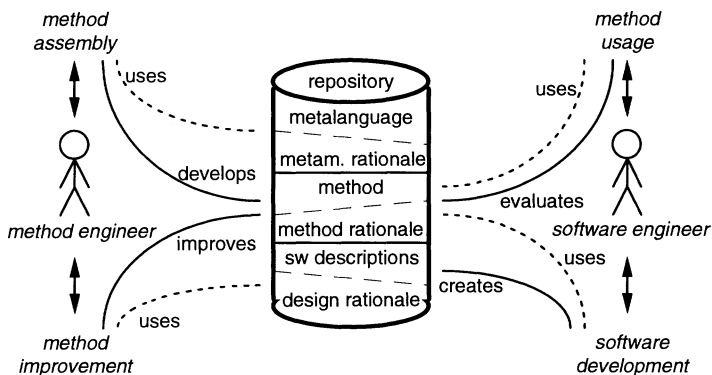 method
assembly
uses
develops
method engineer
improves
uses
method
improvement
repository
metalanguage
metam. rationale
method
method rationale
sw descriptions
design rationale
method
usage
uses
evaluates
software engineer
uses
creates
software
development